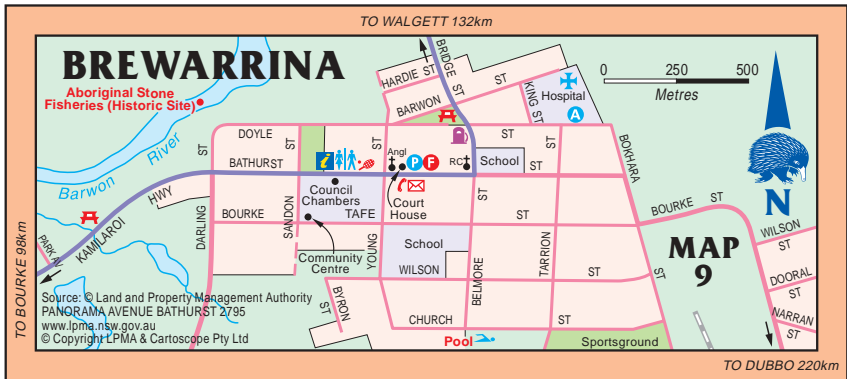 TO WALGETT 132km
BREWARRINA
Aboriginal Stone
Fisheries (Historic Site)
Barwon River
HARDIE ST
BRIDGE ST
BARWON ST
KING ST
Hospital
A
0 250 500
Metres
DOYLE ST
BATHURST ST
i
Angl
P
F
RC
School
BOKHARA ST
Council
Chambers
Court
House
KAMILAROI HWY
PARK AV
DARLING ST
BOURKE ST
SANDON ST
TAFE
Community
Centre
YOUNG ST
School
WILSON ST
BELMORE ST
TARRION ST
BOURKE ST
N
MAP
9
WILSON ST
DOORAL ST
NARRAN ST
BYRON ST
CHURCH ST
Pool
Sportsground
TO BOURKE 98km
Source: © Land and Property Management Authority
PANORAMA AVENUE BATHURST 2795
www.lpma.nsw.gov.au
© Copyright LPMA & Cartoscope Pty Ltd
TO DUBBO 220km